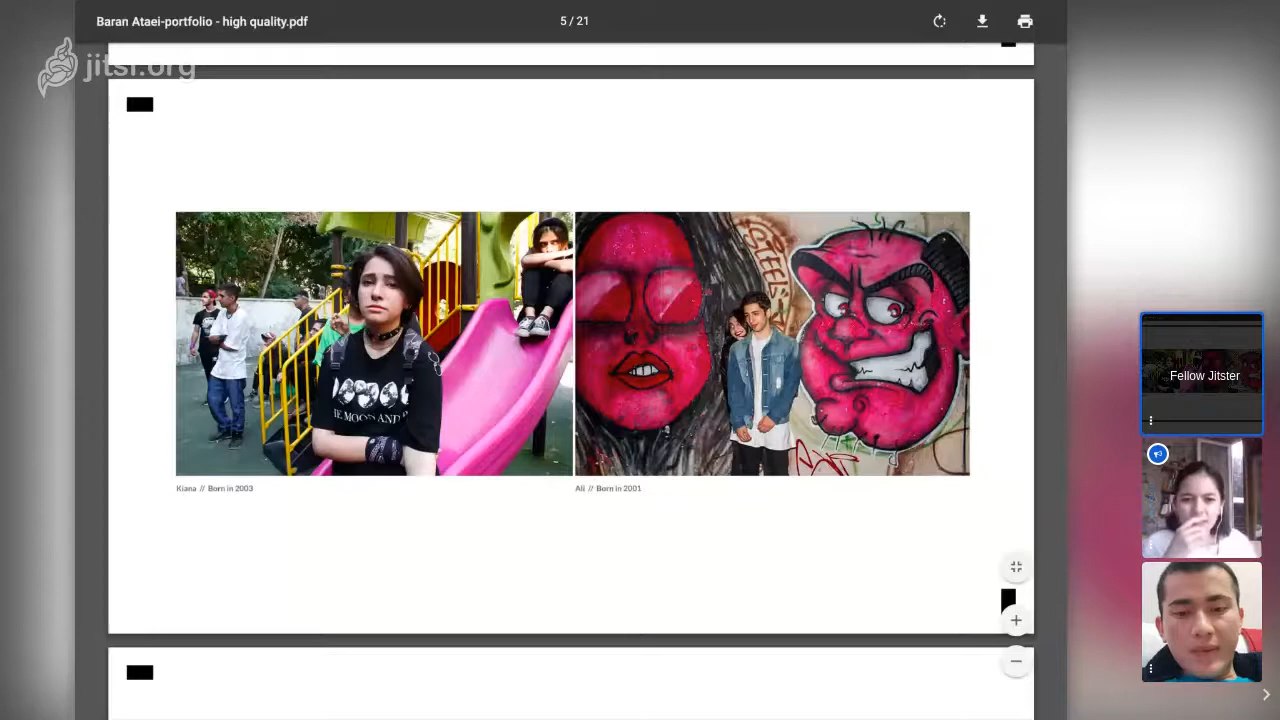 Baran Ataei-portfolio - high quality.pdf
5 / 21
jitsi.org
STEELS
Kiana // Born in 2003
Ali // Born in 2001
Fellow Jitster